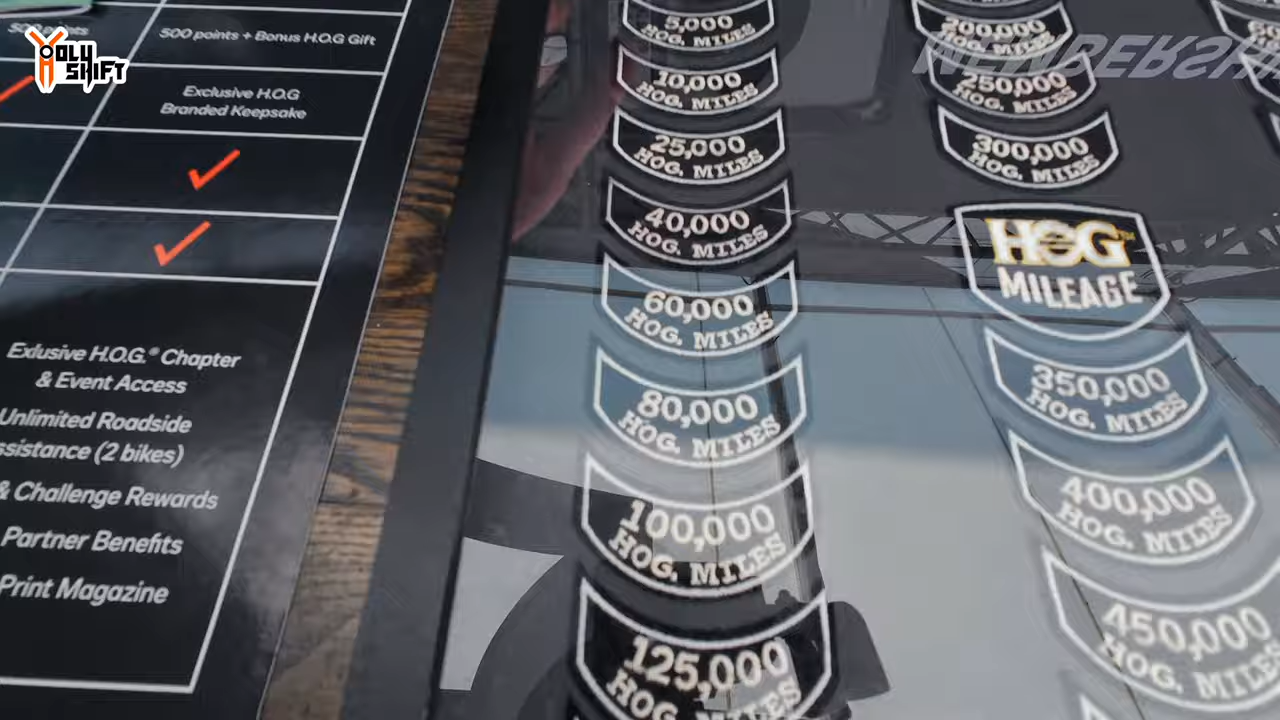 HOLY
SHIFT
500 points
500 points + Bonus H.O.G Gift
Exclusive H.O.G
Branded Keepsake
Exlusive H.O.G.® Chapter
& Event Access
Unlimited Roadside
ssistance (2 bikes)
& Challenge Rewards
Partner Benefits
Print Magazine
5,000
HOG. MILES
10,000
HOG. MILES
25,000
HOG. MILES
40,000
HOG. MILES
60,000
HOG. MILES
80,000
HOG. MILES
100,000
HOG. MILES
125,000
HOG. MILES
200,000
HOG. MILES
250,000
HOG. MILES
300,000
HOG. MILES
HOG™
MILEAGE
350,000
HOG. MILES
400,000
HOG. MILES
450,000
HOG. MILES